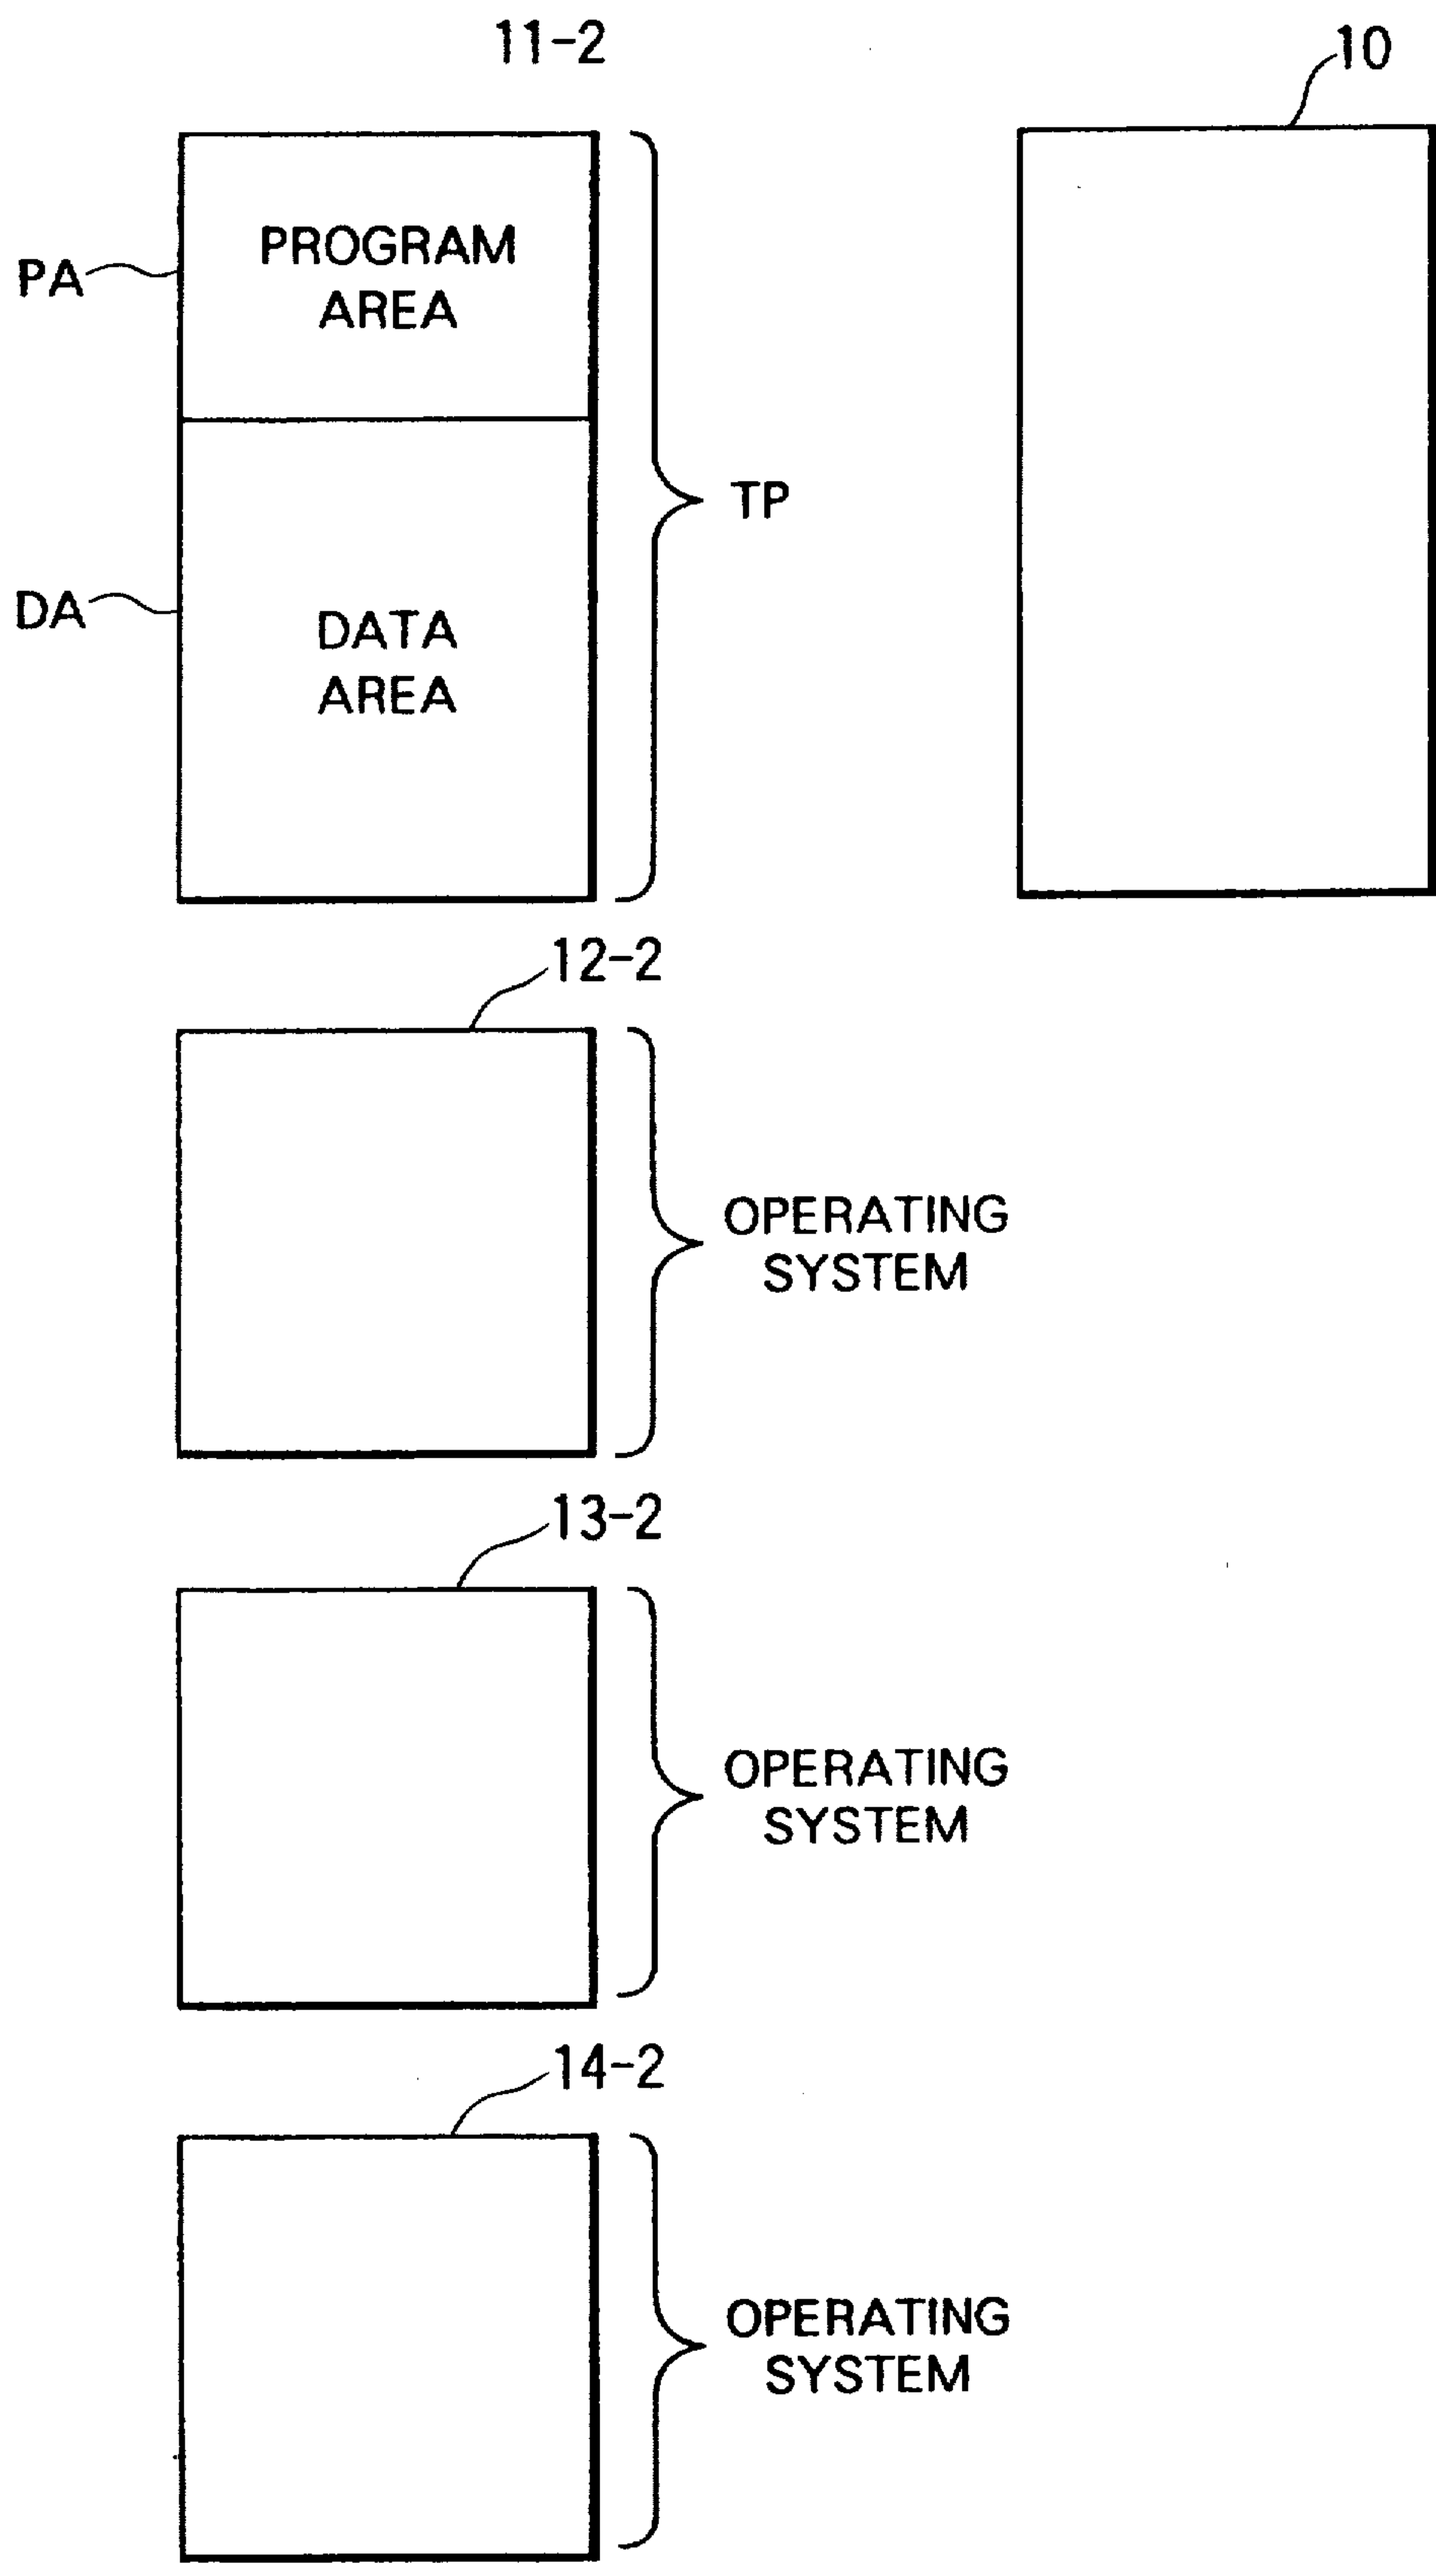 11-2
10
PROGRAM
AREA
PA
TP
DA
DATA
AREA
12-2
OPERATING
SYSTEM
13-2
OPERATING
SYSTEM
14-2
OPERATING
SYSTEM